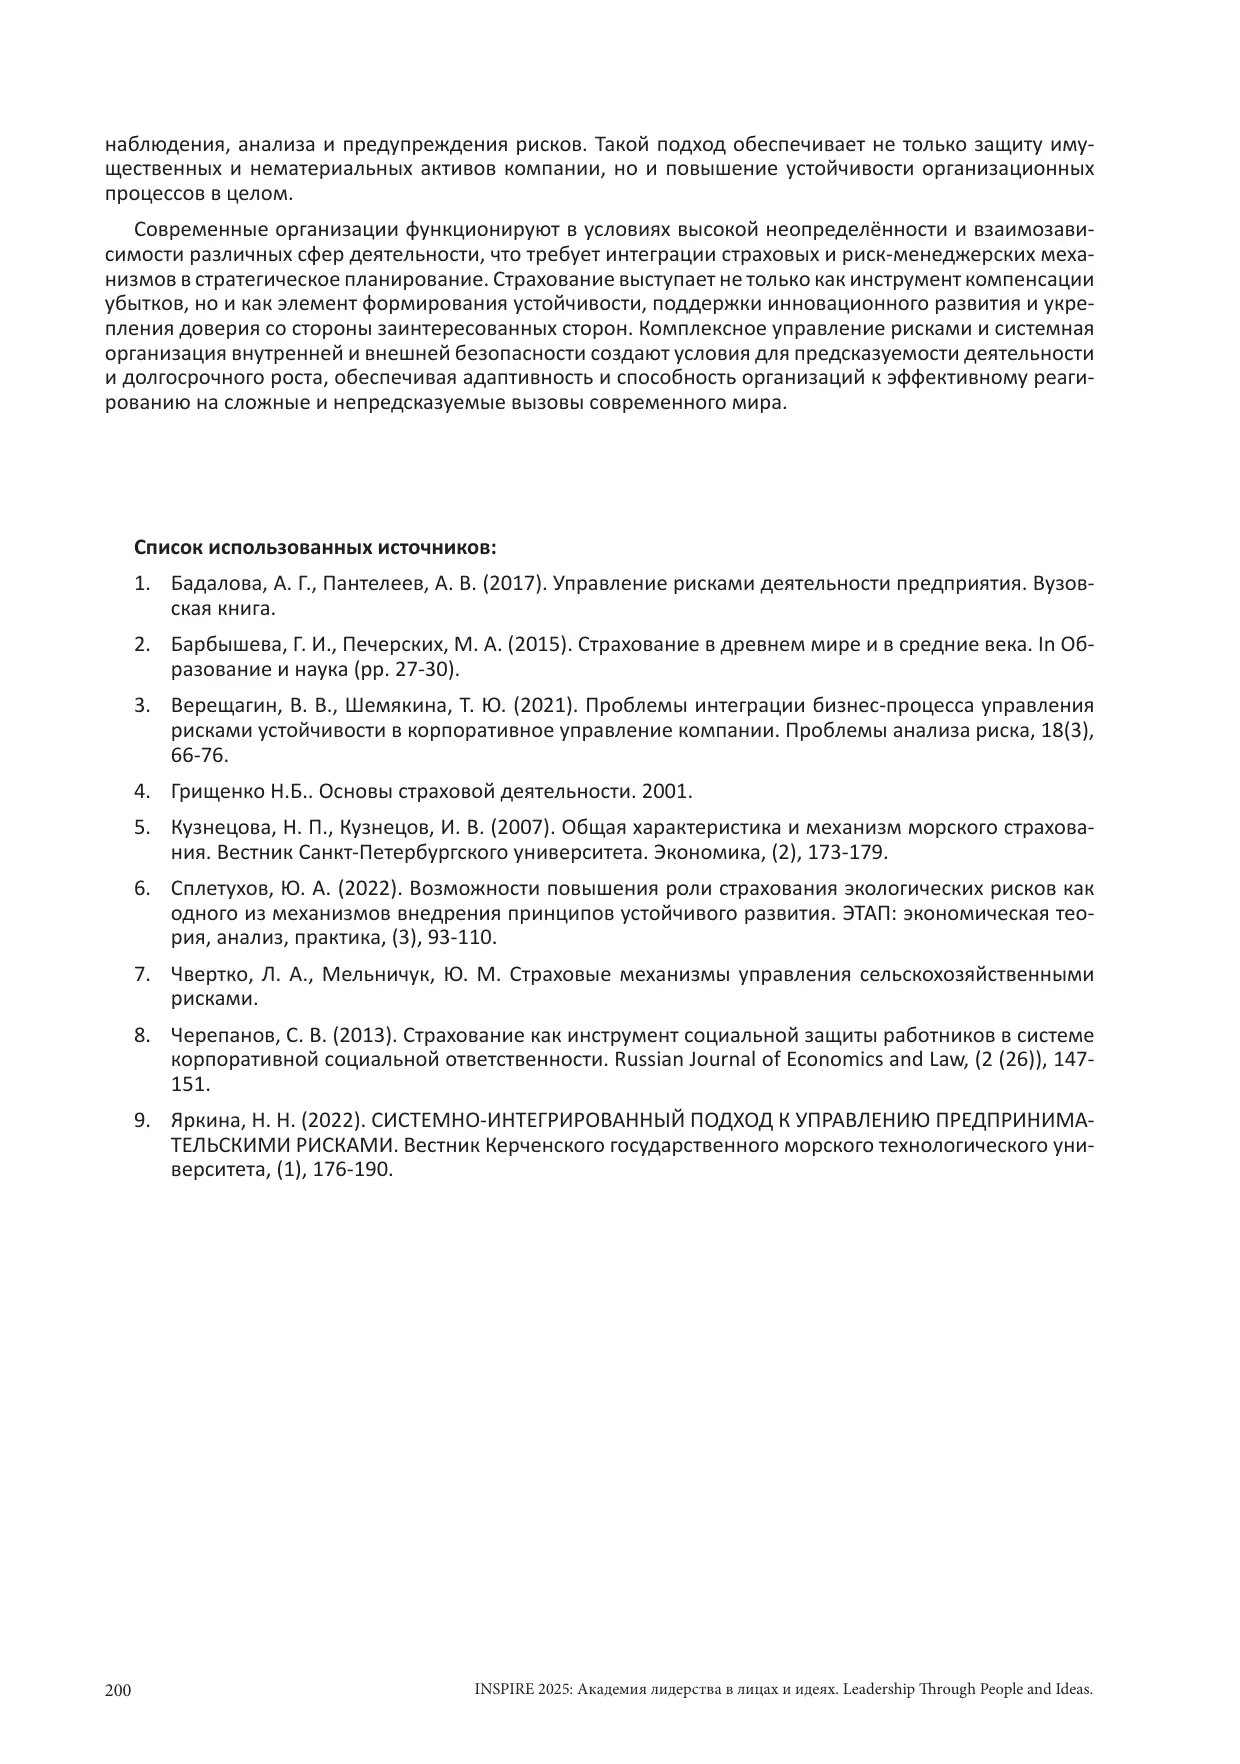 наблюдения, анализа и предупреждения рисков. Такой подход обеспечивает не только защиту иму-
щественных и нематериальных активов компании, но и повышение устойчивости организационных
процессов в целом.
Современные организации функционируют в условиях высокой неопределённости и взаимозави-
симости различных сфер деятельности, что требует интеграции страховых и риск-менеджерских меха-
низмов в стратегическое планирование. Страхование выступает не только как инструмент компенсации
убытков, но и как элемент формирования устойчивости, поддержки инновационного развития и укре-
пления доверия со стороны заинтересованных сторон. Комплексное управление рисками и системная
организация внутренней и внешней безопасности создают условия для предсказуемости деятельности
и долгосрочного роста, обеспечивая адаптивность и способность организаций к эффективному реаги-
рованию на сложные и непредсказуемые вызовы современного мира.
Список использованных источников:
1. Бадалова, А. Г., Пантелеев, А. В. (2017). Управление рисками деятельности предприятия. Вузов-
ская книга.
2. Барбышева, Г. И., Печерских, М. А. (2015). Страхование в древнем мире и в средние века. In Об-
разование и наука (pp. 27-30).
3. Верещагин, В. В., Шемякина, Т. Ю. (2021). Проблемы интеграции бизнес-процесса управления
рисками устойчивости в корпоративное управление компании. Проблемы анализа риска, 18(3),
66-76.
4. Грищенко Н.Б.. Основы страховой деятельности. 2001.
5. Кузнецова, Н. П., Кузнецов, И. В. (2007). Общая характеристика и механизм морского страхова-
ния. Вестник Санкт-Петербургского университета. Экономика, (2), 173-179.
6. Сплетухов, Ю. А. (2022). Возможности повышения роли страхования экологических рисков как
одного из механизмов внедрения принципов устойчивого развития. ЭТАП: экономическая тео-
рия, анализ, практика, (3), 93-110.
7. Чвертко, Л. А., Мельничук, Ю. М. Страховые механизмы управления сельскохозяйственными
рисками.
8. Черепанов, С. В. (2013). Страхование как инструмент социальной защиты работников в системе
корпоративной социальной ответственности. Russian Journal of Economics and Law, (2 (26)), 147-
151.
9. Яркина, Н. Н. (2022). СИСТЕМНО-ИНТЕГРИРОВАННЫЙ ПОДХОД К УПРАВЛЕНИЮ ПРЕДПРИНИМА-
ТЕЛЬСКИМИ РИСКАМИ. Вестник Керченского государственного морского технологического уни-
верситета, (1), 176-190.
200 INSPIRE 2025: Академия лидерства в лицах и идеях. Leadership Through People and Ideas.